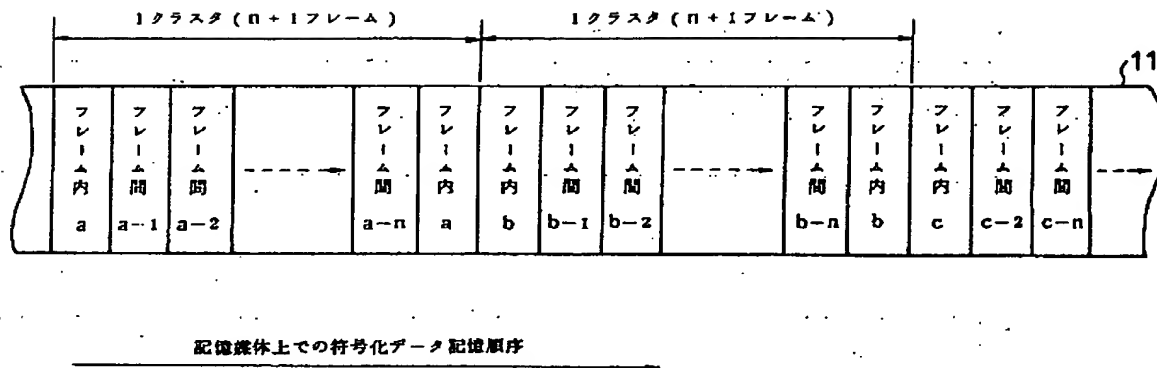 1クラスタ(n+1フレーム)
1クラスタ(n+1フレーム)
11
フレーム内 a
フレーム間 a-1
フレーム間 a-2
フレーム間 a-n
フレーム内 a
フレーム内 b
フレーム間 b-1
フレーム間 b-2
フレーム間 b-n
フレーム内 b
フレーム内 c
フレーム間 c-2
フレーム間 c-n
記憶媒体上での符号化データ記憶順序